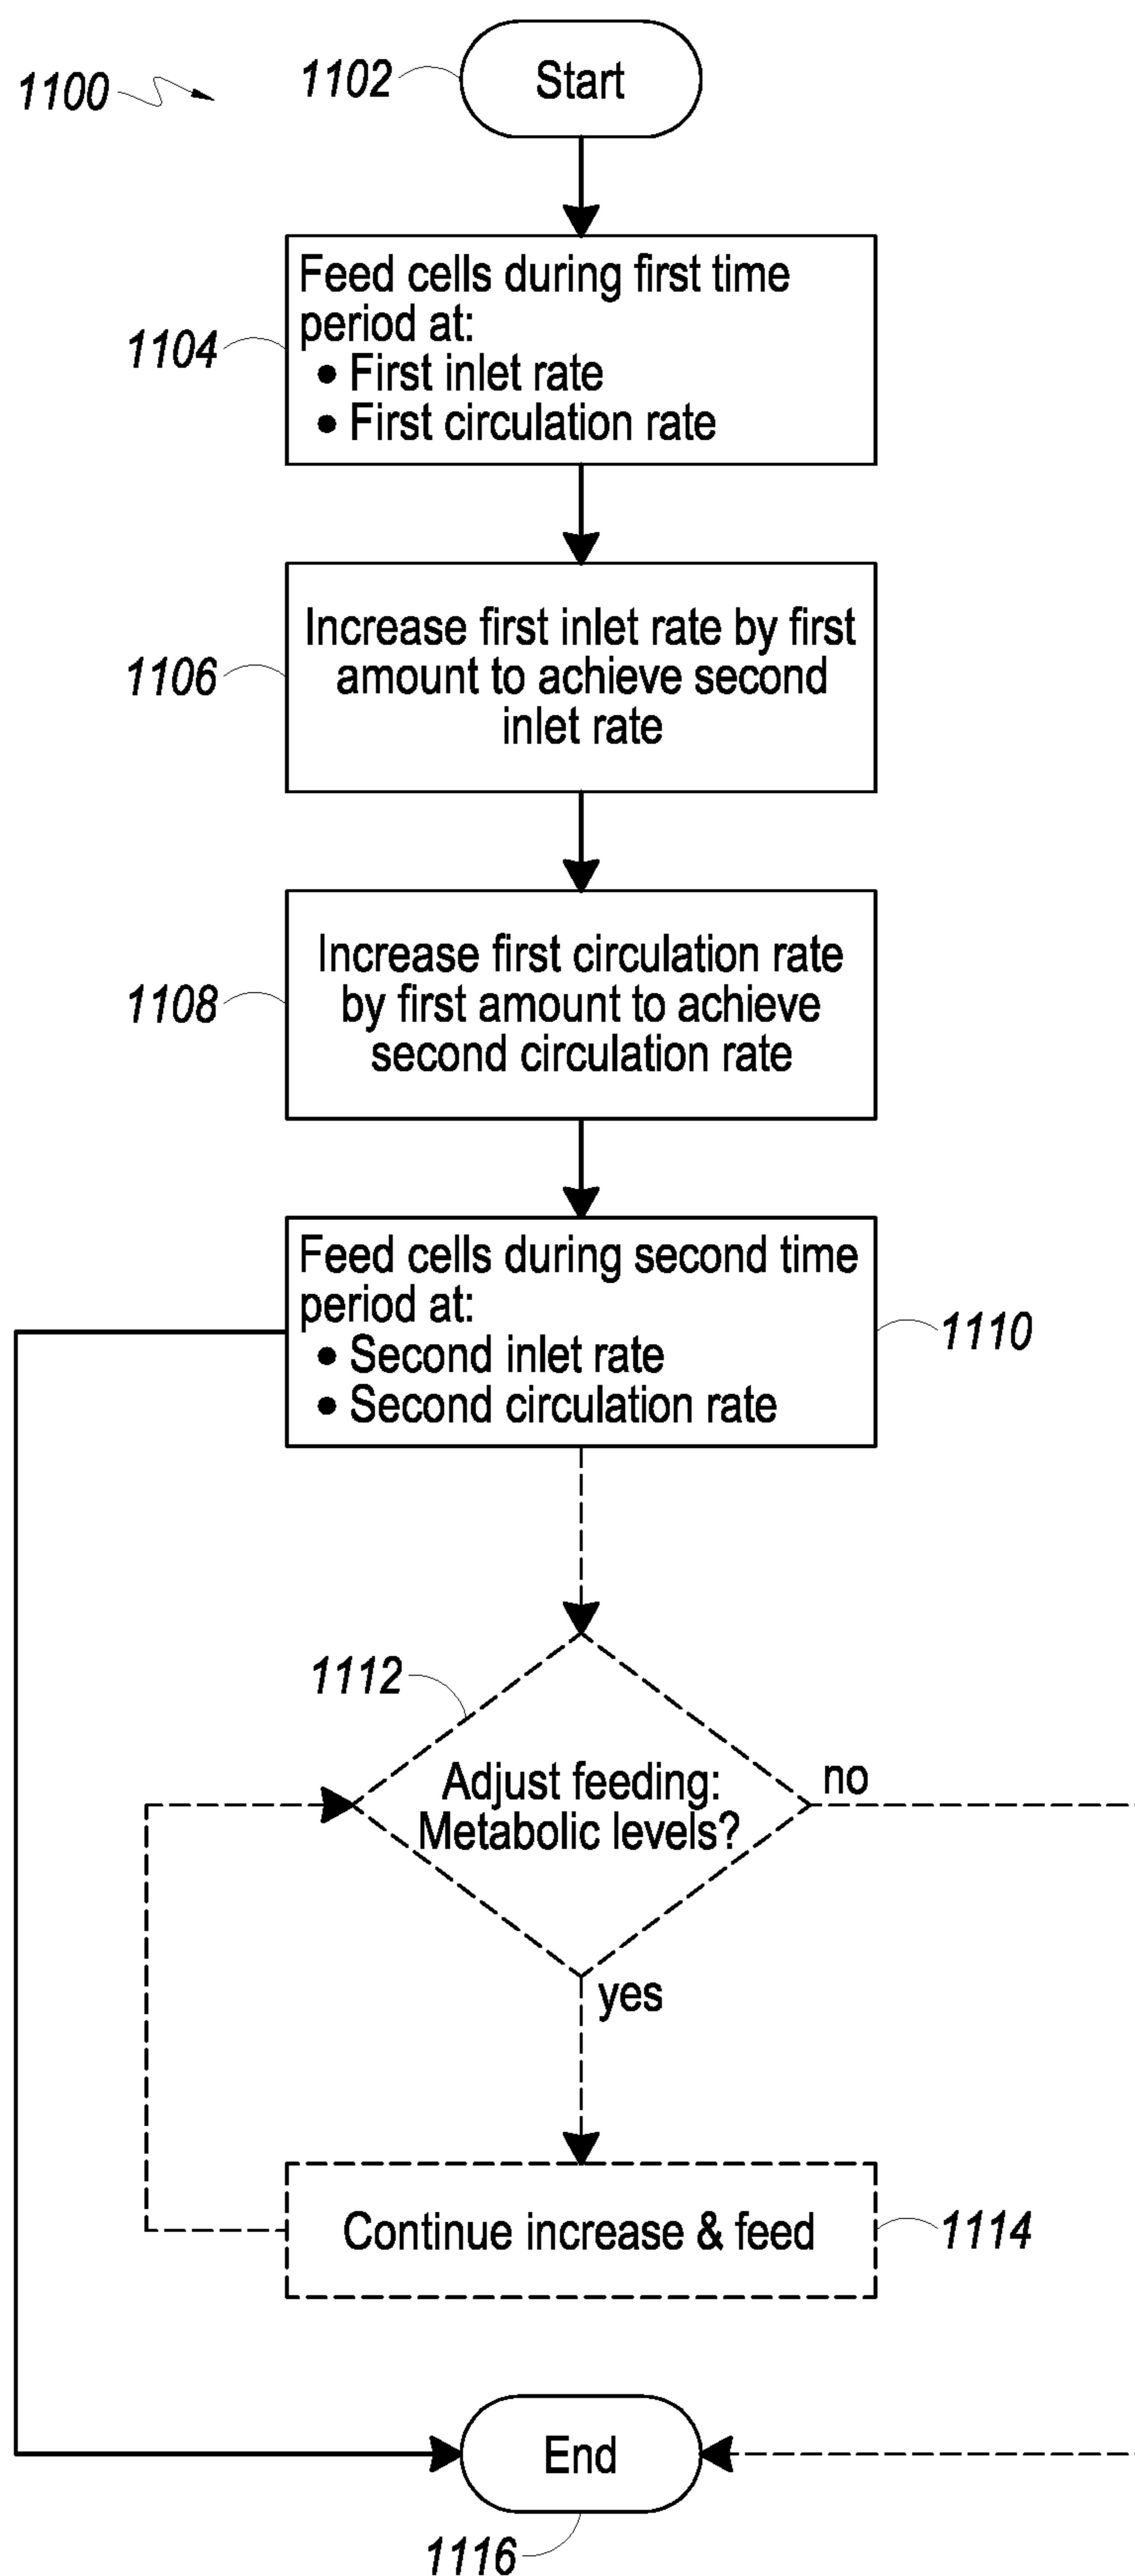 1100
1102
Start
1104
Feed cells during first time
period at:
• First inlet rate
• First circulation rate
1106
Increase first inlet rate by first
amount to achieve second
inlet rate
1108
Increase first circulation rate
by first amount to achieve
second circulation rate
Feed cells during second time
period at:
• Second inlet rate
• Second circulation rate
1110
1112
Adjust feeding:
Metabolic levels?
no
yes
Continue increase & feed
1114
End
1116